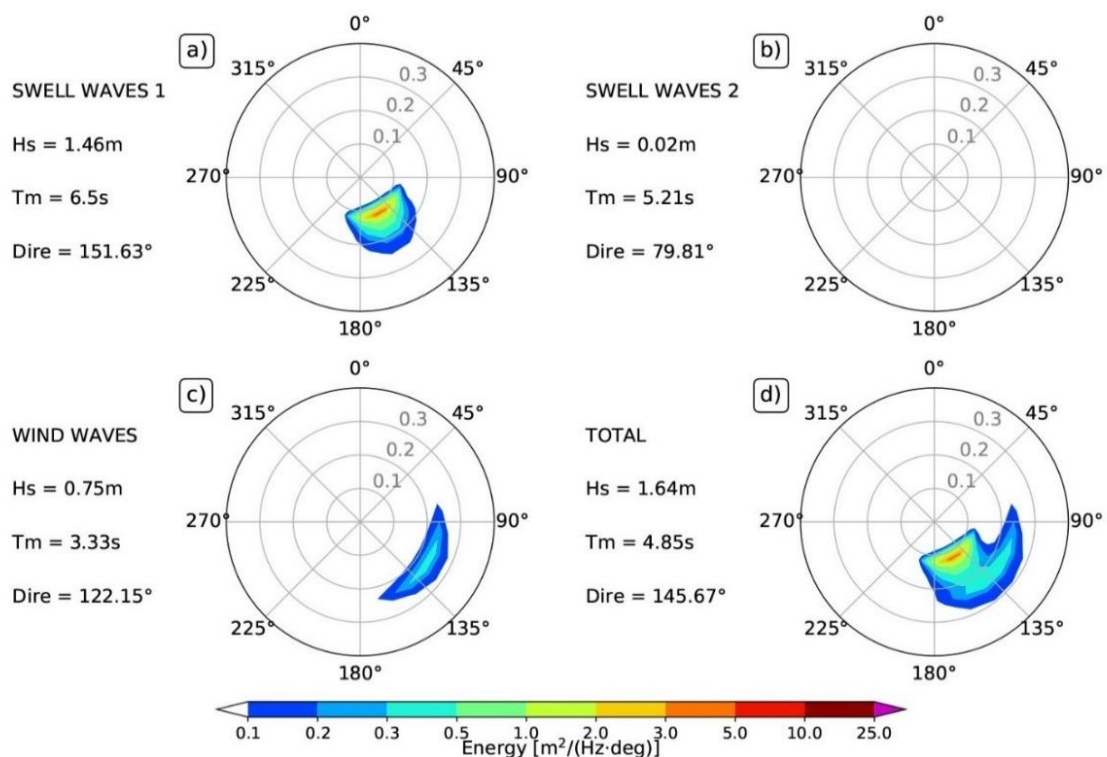 a)
SWELL WAVES 1
Hs = 1.46m
Tm = 6.5s
Dire = 151.63°
0°
45°
90°
135°
180°
225°
270°
315°
0.1
0.2
0.3
b)
SWELL WAVES 2
Hs = 0.02m
Tm = 5.21s
Dire = 79.81°
0°
45°
90°
135°
180°
225°
270°
315°
0.1
0.2
0.3
c)
WIND WAVES
Hs = 0.75m
Tm = 3.33s
Dire = 122.15°
0°
45°
90°
135°
180°
225°
270°
315°
0.1
0.2
0.3
d)
TOTAL
Hs = 1.64m
Tm = 4.85s
Dire = 145.67°
0°
45°
90°
135°
180°
225°
270°
315°
0.1
0.2
0.3
0.1 0.2 0.3 0.5 1.0 2.0 3.0 5.0 10.0 25.0
Energy [m²/(Hz·deg)]